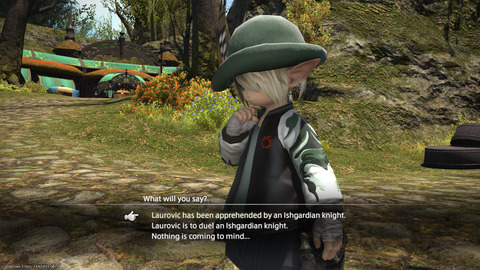 What will you say?
Laurovic has been apprehended by an Ishgardian knight.
Laurovic is to duel an Ishgardian knight.
Nothing is coming to mind...